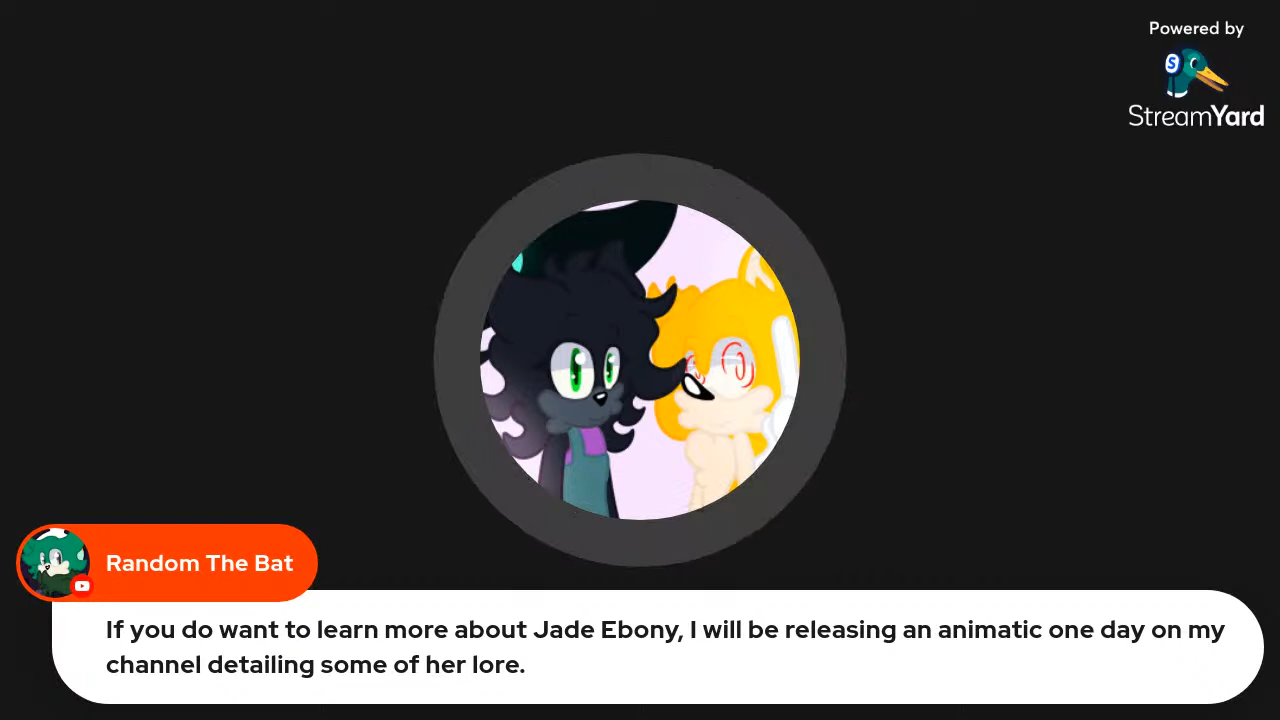 Powered by
S
StreamYard
Random The Bat
If you do want to learn more about Jade Ebony, I will be releasing an animatic one day on my
channel detailing some of her lore.